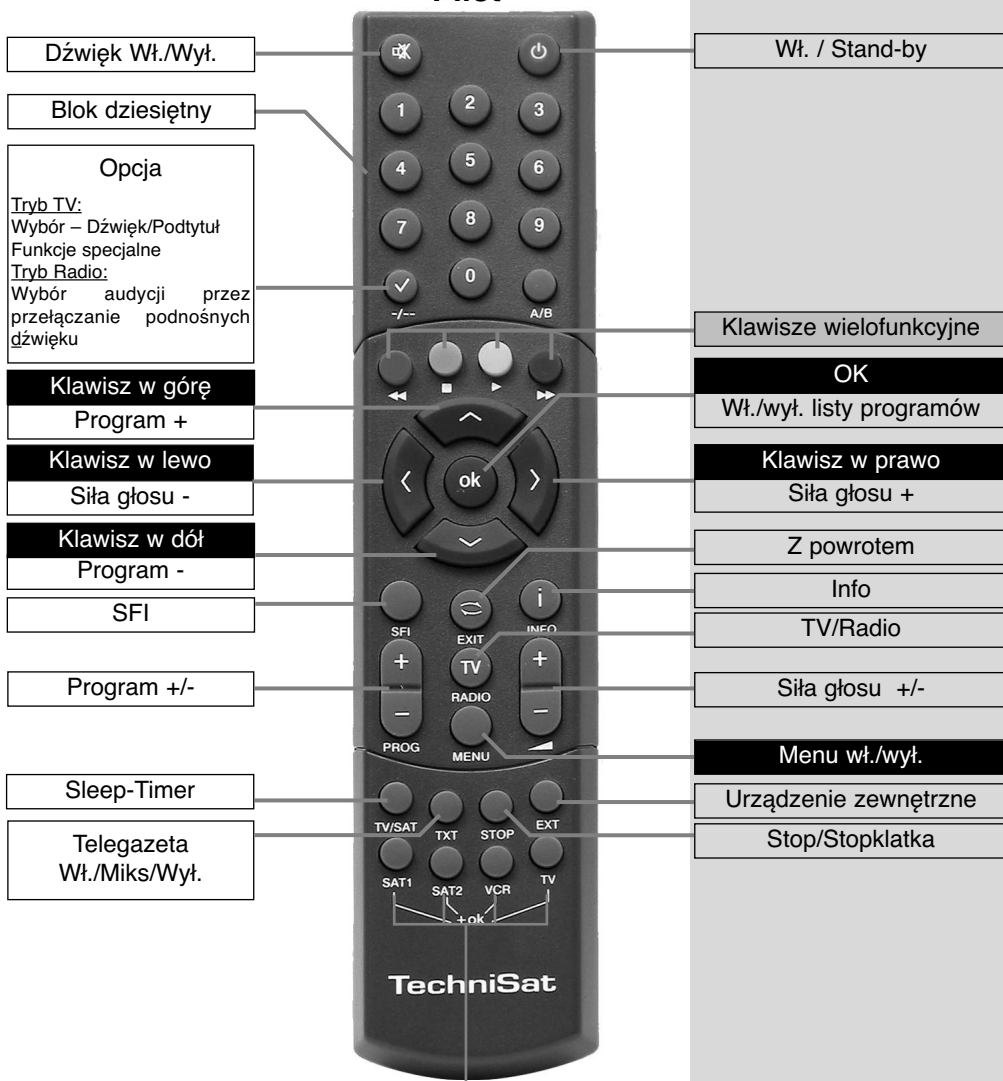 Dźwięk Wł./Wył.
Blok dziesiętny
Opcja
Tryb TV:
Wybór – Dźwięk/Podtytuł
Funkcje specjalne
Tryb Radio:
Wybór audycji przez
przełączanie podnośnych
dźwięku
Klawisz w górę
Program +
Klawisz w lewo
Siła głosu -
Klawisz w dół
Program -
SFI
Program +/-
Sleep-Timer
Telegazeta
Wł./Miks/Wył.
1 2 3
4 5 6
7 8 9
0
-/-- A/B
ok
SFI EXIT INFO
i
+ TV +
RADIO
- -
PROG MENU
TV/SAT TXT STOP EXT
SAT1 SAT2 VCR TV
+ok
TechniSat
Wł. / Stand-by
Klawisze wielofunkcyjne
OK
Wł./wył. listy programów
Klawisz w prawo
Siła głosu +
Z powrotem
Info
TV/Radio
Siła głosu +/-
Menu wł./wył.
Urządzenie zewnętrzne
Stop/Stopklatka